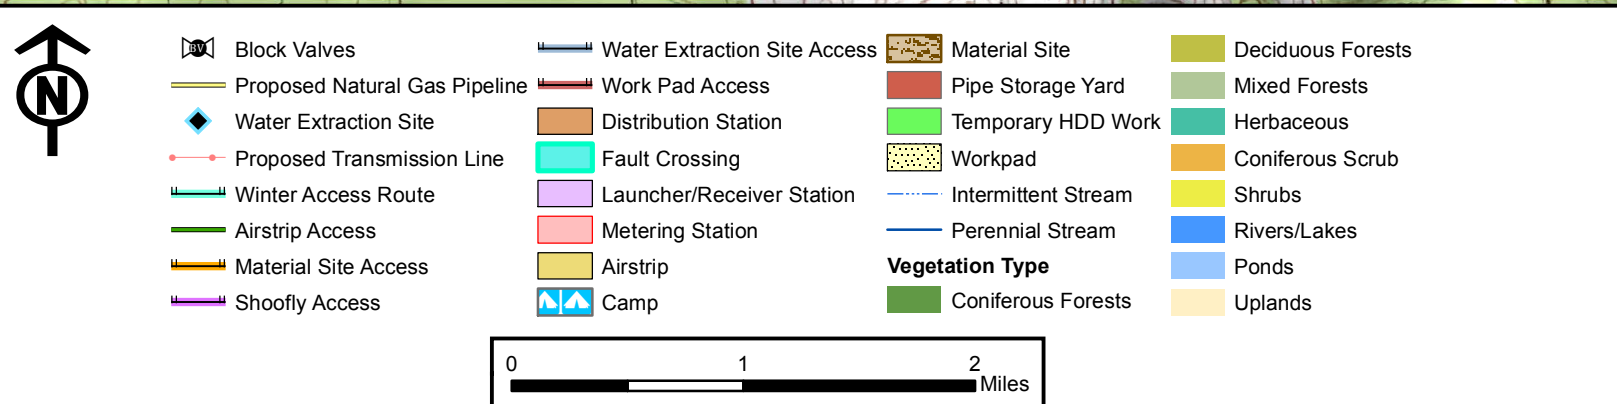 N
BV Block Valves
Proposed Natural Gas Pipeline
Water Extraction Site
Proposed Transmission Line
Winter Access Route
Airstrip Access
Material Site Access
Shoofly Access
Water Extraction Site Access
Work Pad Access
Distribution Station
Fault Crossing
Launcher/Receiver Station
Metering Station
Airstrip
Camp
Material Site
Pipe Storage Yard
Temporary HDD Work
Workpad
Intermittent Stream
Perennial Stream
Vegetation Type
Coniferous Forests
Deciduous Forests
Mixed Forests
Herbaceous
Coniferous Scrub
Shrubs
Rivers/Lakes
Ponds
Uplands
0 1 2
Miles